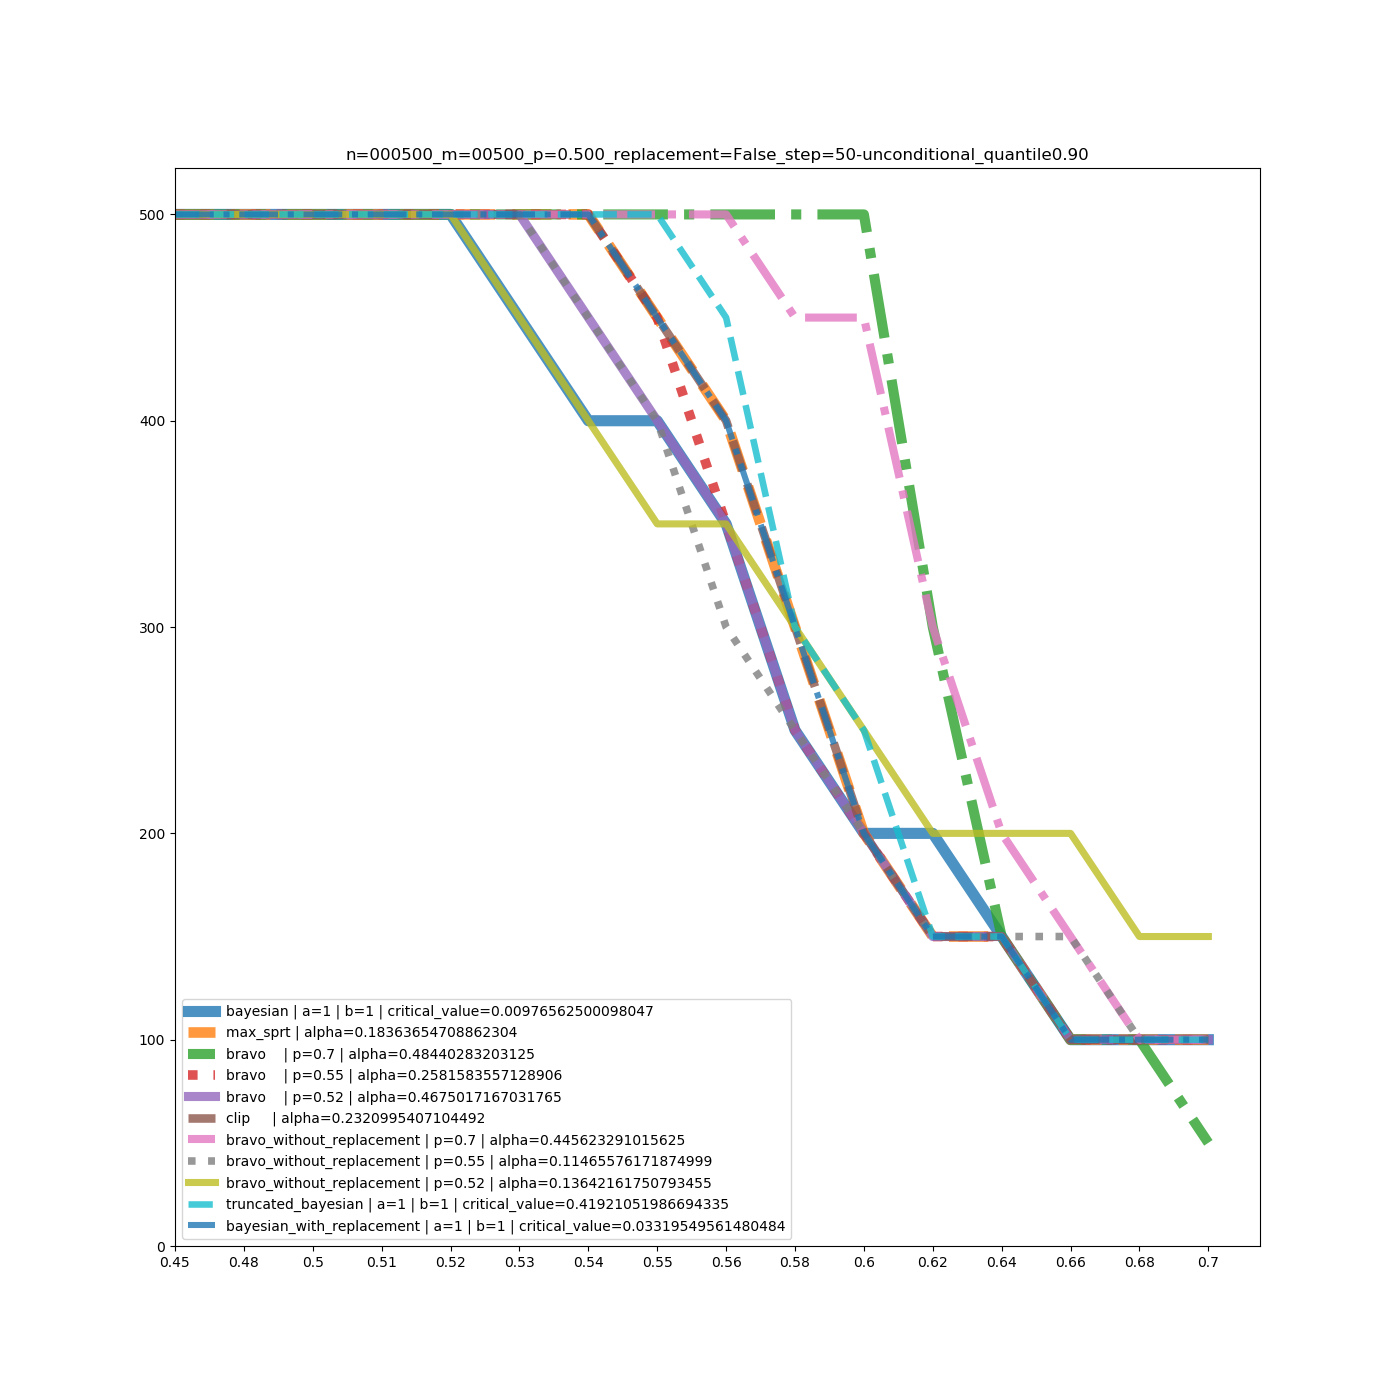 n=000500_m=00500_p=0.500_replacement=False_step=50-unconditional_quantile0.90
500
400
300
200
100
0
bayesian | a=1 | b=1 | critical_value=0.00976562500098047
max_sprt | alpha=0.18363654708862304
bravo | p=0.7 | alpha=0.48440283203125
bravo | p=0.55 | alpha=0.2581583557128906
bravo | p=0.52 | alpha=0.4675017167031765
clip | alpha=0.2320995407104492
bravo_without_replacement | p=0.7 | alpha=0.445623291015625
bravo_without_replacement | p=0.55 | alpha=0.11465576171874999
bravo_without_replacement | p=0.52 | alpha=0.13642161750793455
truncated_bayesian | a=1 | b=1 | critical_value=0.41921051986694335
bayesian_with_replacement | a=1 | b=1 | critical_value=0.03319549561480484
0.45 0.48 0.5 0.51 0.52 0.53 0.54 0.55 0.56 0.58 0.6 0.62 0.64 0.66 0.68 0.7